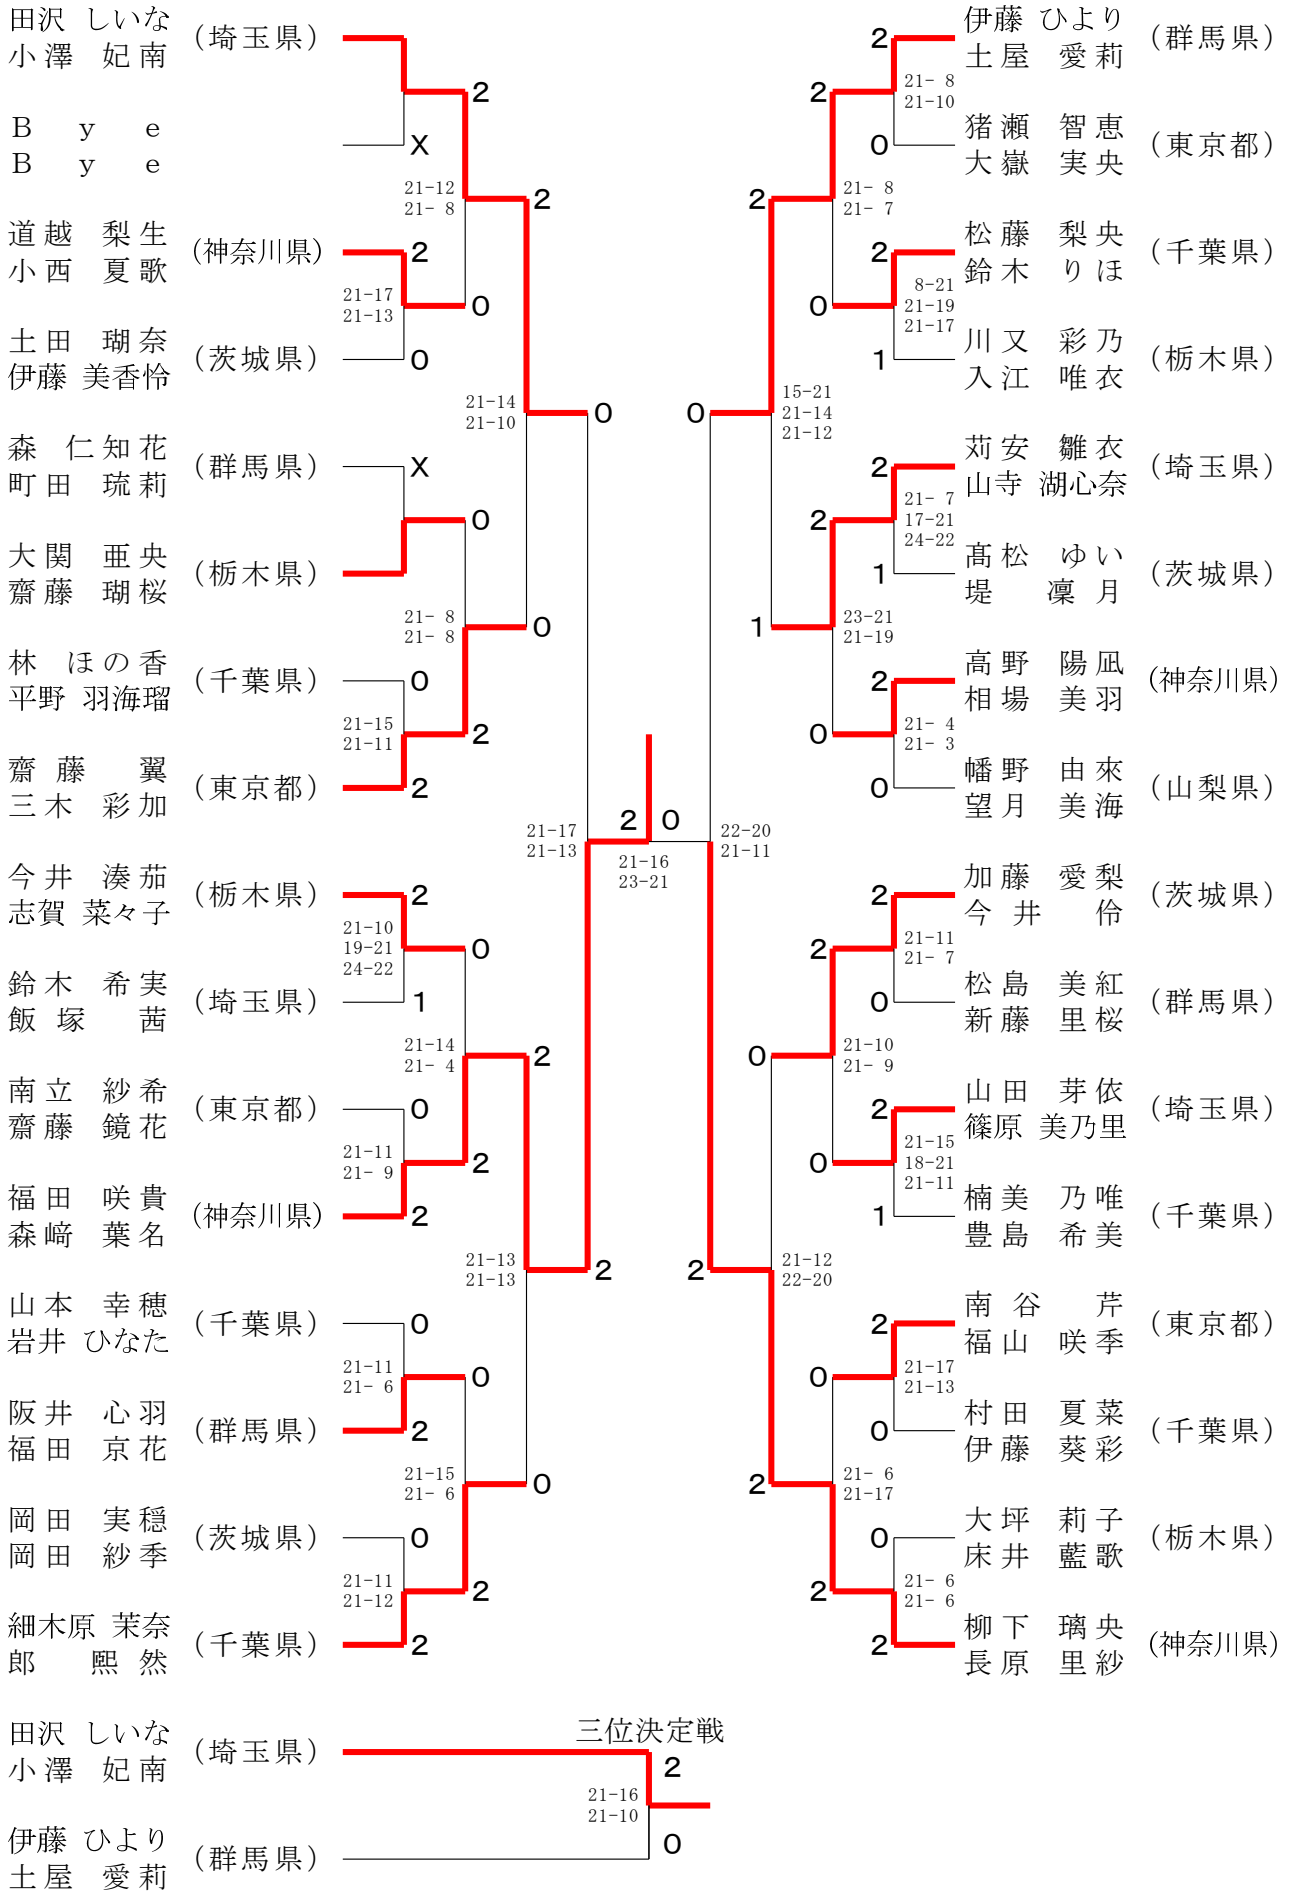 田沢 しいな
小澤 妃南
(埼玉県)
B y e
B y e
X
2
21-12
21- 8
2
道越 梨生
小西 夏歌
(神奈川県)
2
21-17
21-13
0
土田 瑚奈
伊藤 美香怜
(茨城県)
0
21-14
21-10
0
森 仁知花
町田 琉莉
(群馬県)
X
0
大関 亜央
齋藤 瑚桜
(栃木県)
21- 8
21- 8
0
林 ほの香
平野 羽海瑠
(千葉県)
0
21-15
21-11
2
齋藤 翼
三木 彩加
(東京都)
2
21-17
21-13
今井 湊茄
志賀 菜々子
(栃木県)
2
21-10
19-21
24-22
0
鈴木 希実
飯塚 茜
(埼玉県)
1
21-14
21- 4
2
南立 紗希
齋藤 鏡花
(東京都)
0
21-11
21- 9
2
福田 咲貴
森﨑 葉名
(神奈川県)
2
21-13
21-13
2
山本 幸穂
岩井 ひなた
(千葉県)
0
21-11
21- 6
0
阪井 心羽
福田 京花
(群馬県)
2
21-15
21- 6
0
岡田 実穏
岡田 紗季
(茨城県)
0
21-11
21-12
2
細木原 茉奈
郎 熙然
(千葉県)
2
2 0
21-16
23-21
伊藤 ひより
土屋 愛莉
(群馬県)
2
21- 8
21-10
2
猪瀬 智恵
大嶽 実央
(東京都)
0
21- 8
21- 7
2
松藤 梨央
鈴木 りほ
(千葉県)
2
8-21
21-19
21-17
0
川又 彩乃
入江 唯衣
(栃木県)
1
15-21
21-14
21-12
0
苅安 雛衣
山寺 湖心奈
(埼玉県)
2
21- 7
17-21
24-22
2
髙松 ゆい
堤 凜月
(茨城県)
1
23-21
21-19
1
高野 陽凪
相場 美羽
(神奈川県)
2
21- 4
21- 3
0
幡野 由來
望月 美海
(山梨県)
0
22-20
21-11
加藤 愛梨
今井 伶
(茨城県)
2
21-11
21- 7
2
松島 美紅
新藤 里桜
(群馬県)
0
21-10
21- 9
0
山田 芽依
篠原 美乃里
(埼玉県)
2
21-15
18-21
21-11
0
楠美 乃唯
豊島 希美
(千葉県)
1
21-12
22-20
2
南谷 芹
福山 咲季
(東京都)
2
21-17
21-13
0
村田 夏菜
伊藤 葵彩
(千葉県)
0
21- 6
21-17
2
大坪 莉子
床井 藍歌
(栃木県)
0
21- 6
21- 6
2
柳下 璃央
長原 里紗
(神奈川県)
2
三位決定戦
田沢 しいな
小澤 妃南
(埼玉県)
2
21-16
21-10
伊藤 ひより
土屋 愛莉
(群馬県)
0